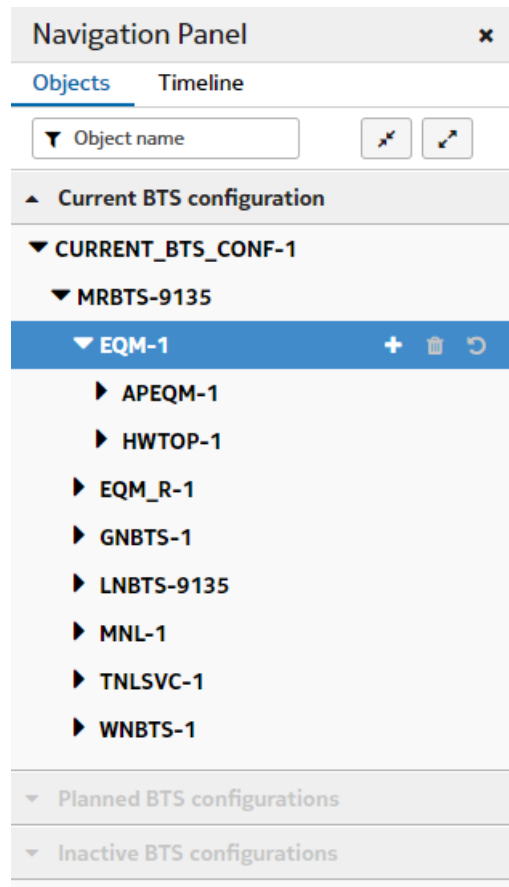 Navigation Panel
Objects Timeline
Object name
Current BTS configuration
CURRENT_BTS_CONF-1
MRBTS-9135
EQM-1
APEQM-1
HWTOP-1
EQM_R-1
GNBTS-1
LNBTS-9135
MNL-1
TNLSVC-1
WNBTS-1
Planned BTS configurations
Inactive BTS configurations